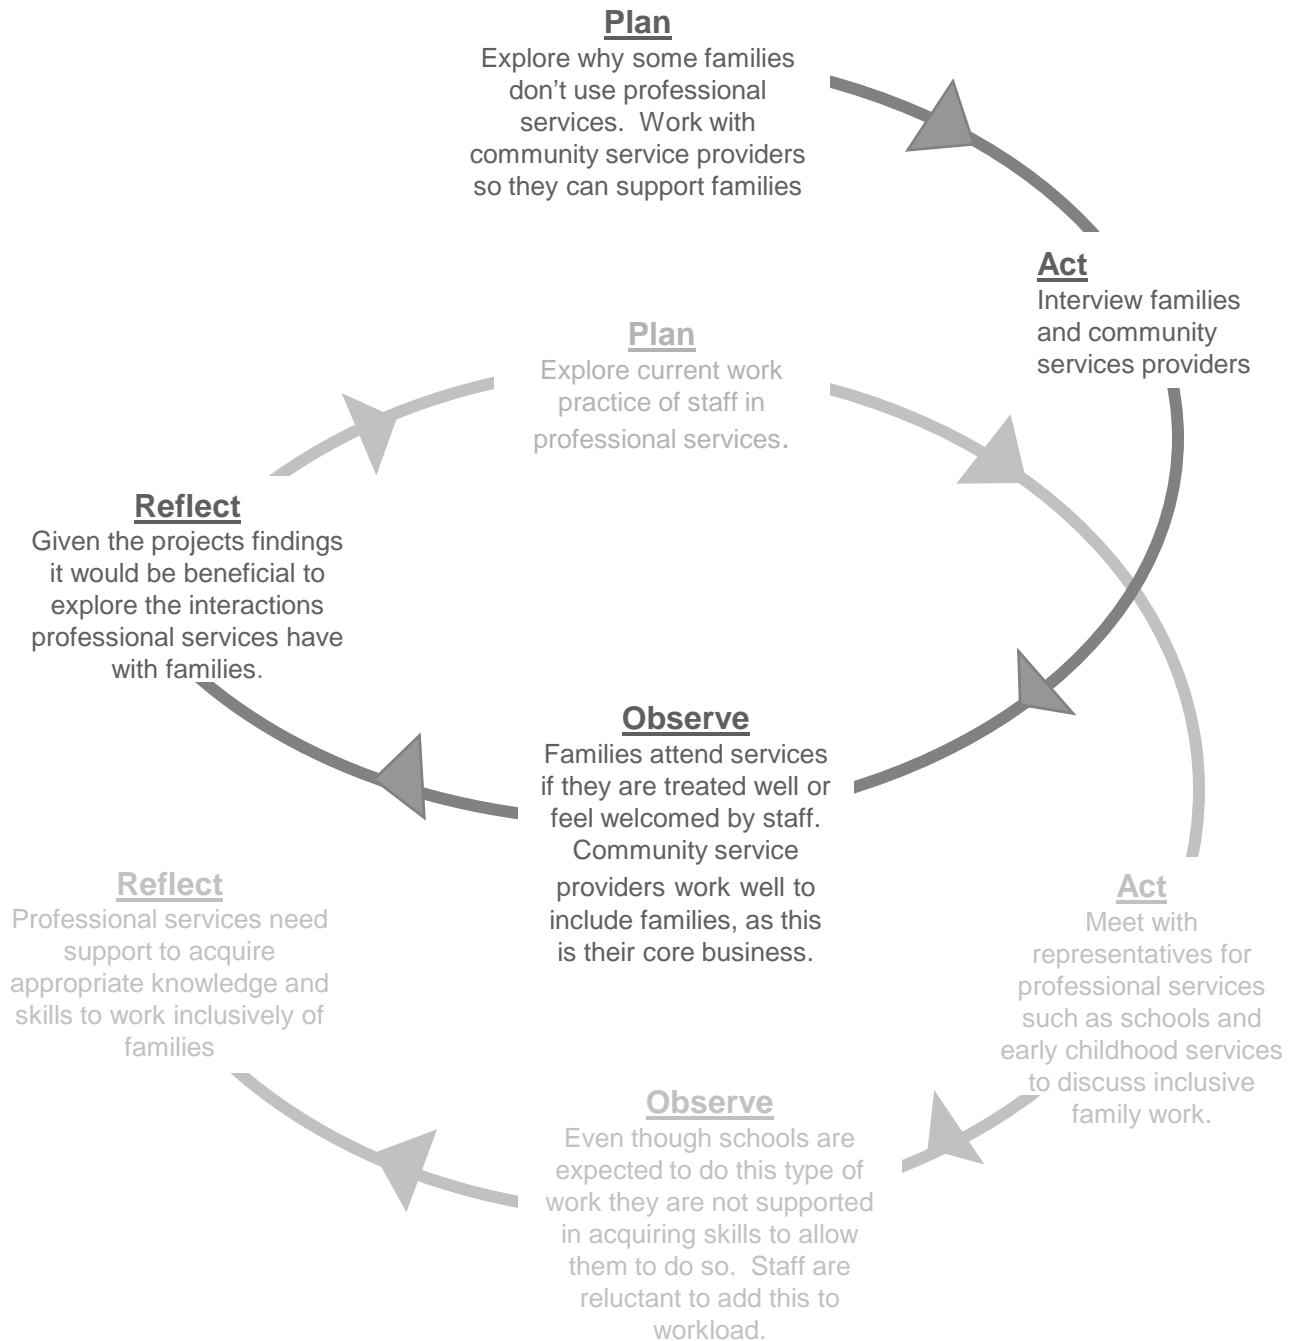 Plan
Explore why some families
don’t use professional
services.  Work with
community service providers
so they can support families
Act
Interview families
and community
services providers
Observe
Families attend services
if they are treated well or
feel welcomed by staff.
Community service
providers work well to
include families, as this
is their core business.
Reflect
Given the projects findings
it would be beneficial to
explore the interactions
professional services have
with families.
Plan
Explore current work
practice of staff in
professional services.
Act
Meet with
representatives for
professional services
such as schools and
early childhood services
to discuss inclusive
family work.
Observe
Even though schools are
expected to do this type of
work they are not supported
in acquiring skills to allow
them to do so.  Staff are
reluctant to add this to
workload.
Reflect
Professional services need
support to acquire
appropriate knowledge and
skills to work inclusively of
families